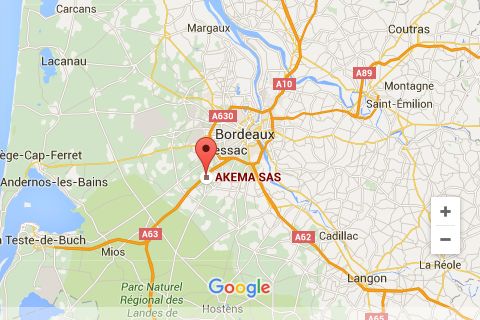 Carcans
Margaux
Coutras
Lacanau
A89
A10
Montagne
Saint-Émilion
A630
Bordeaux
ège-Cap-Ferret
essac
AKEMA SAS
Andernos-les-Bains
+
−
A63
La Teste-de-Buch
A62
Cadillac
Mios
La Réole
Langon
Parc Naturel
Régional des
Landes de
Google
Hostens
A65